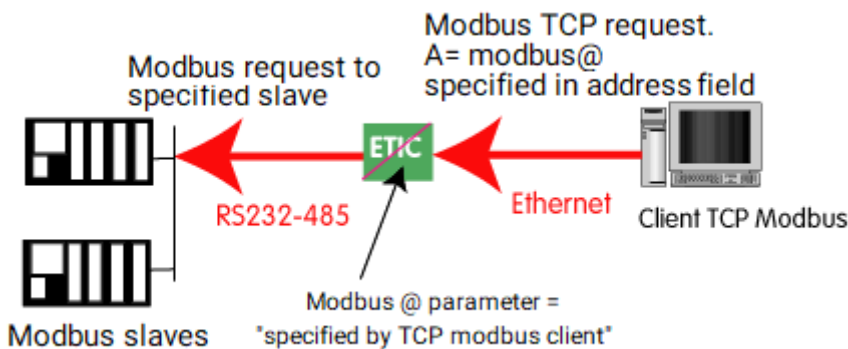 Modbus TCP request.
A= modbus@
specified in address field
Modbus request to
specified slave
ETIC
RS232-485
Ethernet
Client TCP Modbus
Modbus slaves
Modbus @ parameter =
"specified by TCP modbus client"